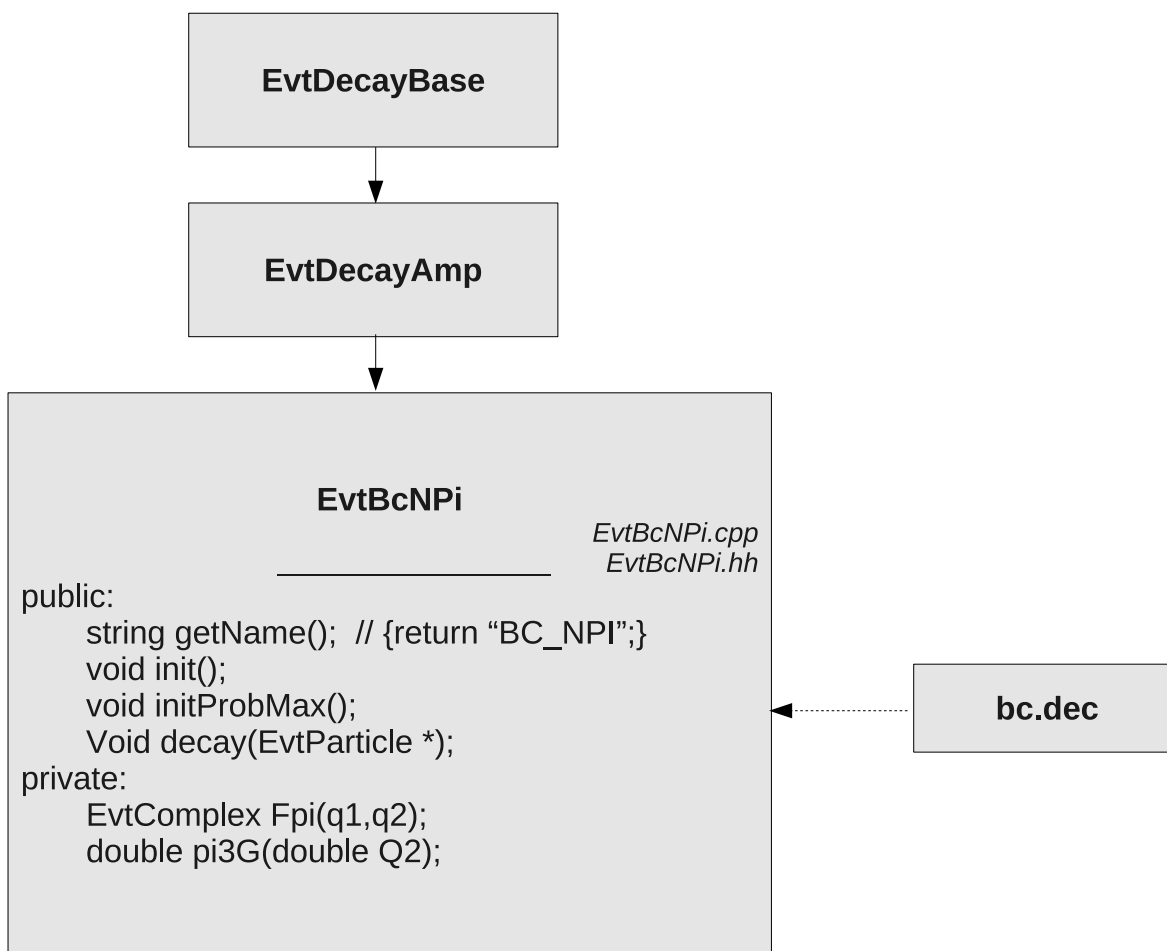 EvtDecayBase
EvtDecayAmp
EvtBcNPi
EvtBcNPi.cpp
EvtBcNPi.hh
public:
string getName();  // {return “BC_NPI”;}
void init();
void initProbMax();
Void decay(EvtParticle *);
private:
EvtComplex Fpi(q1,q2);
double pi3G(double Q2);
bc.dec